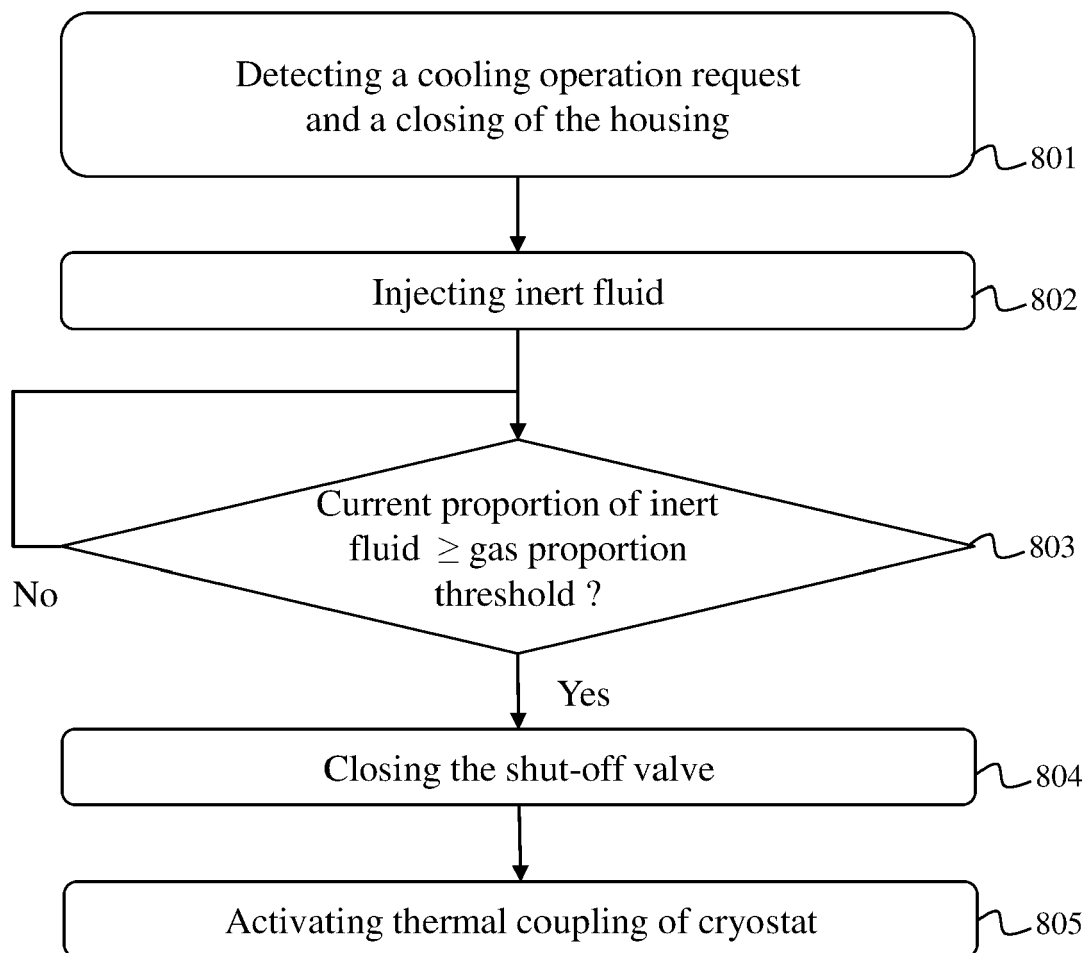 Detecting a cooling operation request
and a closing of the housing
801
Injecting inert fluid
802
Current proportion of inert
fluid ≥ gas proportion
threshold ?
803
No
Yes
Closing the shut-off valve
804
Activating thermal coupling of cryostat
805